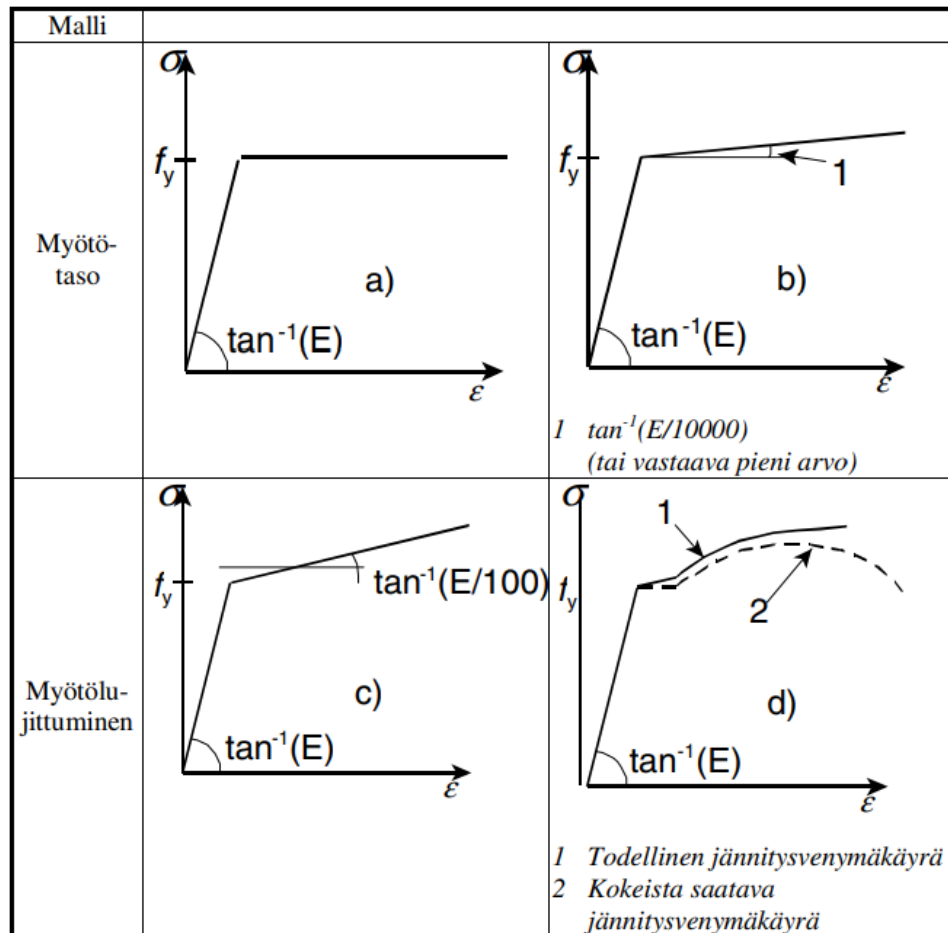 Malli
Myötö-
taso
σ
f_y
a)
tan⁻¹(E)
ε
σ
f_y
1
b)
tan⁻¹(E)
ε
1 tan⁻¹(E/10000)
(tai vastaava pieni arvo)
Myötölu-
jittuminen
σ
f_y
tan⁻¹(E/100)
c)
tan⁻¹(E)
ε
σ
1
f_y
2
d)
tan⁻¹(E)
ε
1 Todellinen jännitysvenymäkäyrä
2 Kokeista saatava
jännitysvenymäkäyrä